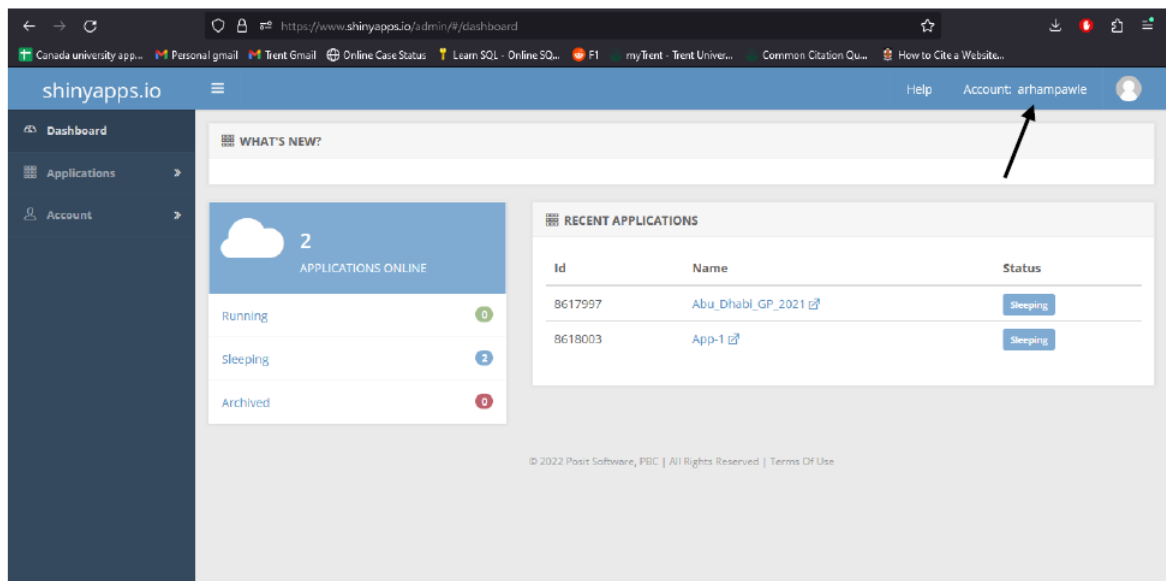 https://www.shinyapps.io/admin/#/dashboard
Canada university app... Personal gmail Trent Gmail Online Case Status Learn SQL - Online SQ... F1 myTrent - Trent Univer... Common Citation Qu... How to Cite a Website...
shinyapps.io Help Account: arhampawle
Dashboard
Applications
Account
WHAT'S NEW?
2
APPLICATIONS ONLINE
Running 0
Sleeping 2
Archived 0
RECENT APPLICATIONS
Id Name Status
8617997 Abu_Dhabi_GP_2021 Sleeping
8618003 App-1 Sleeping
© 2022 Posit Software, PBC | All Rights Reserved | Terms Of Use